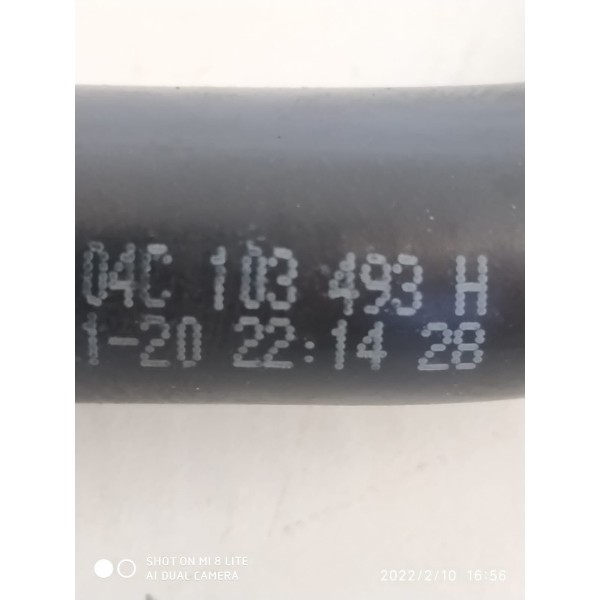 04C 103 493 H
1-20 22:14 28
SHOT ON MI 8 LITE
AI DUAL CAMERA
2022/2/10 16:56